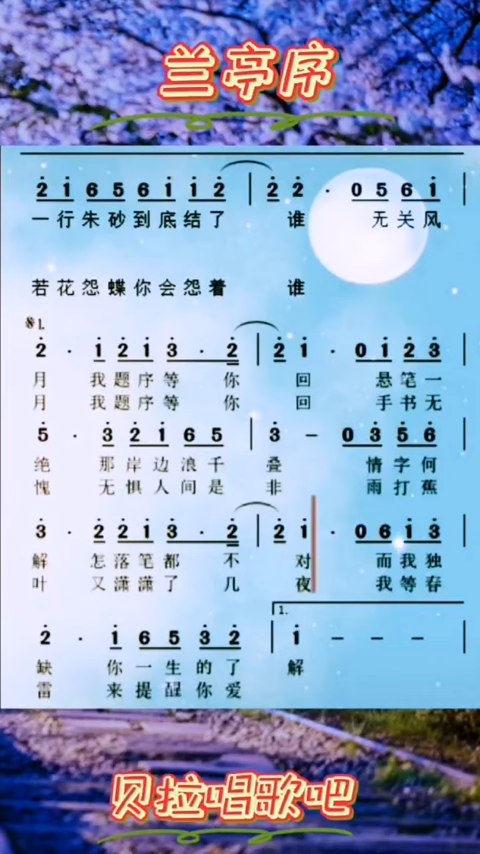 兰亭序
2 1 6 5 6 1 1 2 | 2 2 · 0 5 6 1 |
一行朱砂到底结了 谁 无关风
若花怨蝶你会怨着 谁
1.
2 · 1 2 1 3 · 2 | 2 1 · 0 1 2 3 |
月 我题序等 你 回 悬笔一
月 我题序等 你 回 手书无
5 · 3 2 1 6 5 | 3 – 0 3 5 6 |
绝 那岸边浪千 叠 情字何
愧 无惧人间是 非 雨打蕉
3 · 2 2 1 3 · 2 | 2 1 · 0 6 1 3 |
解 怎落笔都 不 对 而我独
叶 又潇潇了 几 夜 我等春
1.
2 · 1 6 5 3 2 | 1 – – – |
缺 你一生的了 解
雷 来提醒你爱
贝拉唱歌吧